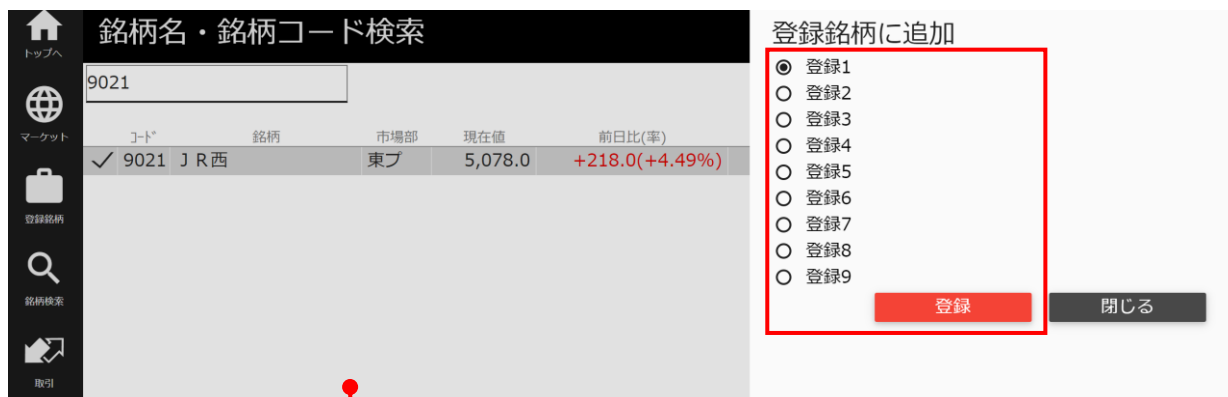 トップへ
マーケット
登録銘柄
銘柄検索
取引
銘柄名・銘柄コード検索
9021
コード 銘柄 市場部 現在値 前日比(率)
9021 ＪＲ西 東プ 5,078.0 +218.0(+4.49%)
登録銘柄に追加
登録1
登録2
登録3
登録4
登録5
登録6
登録7
登録8
登録9
登録 閉じる